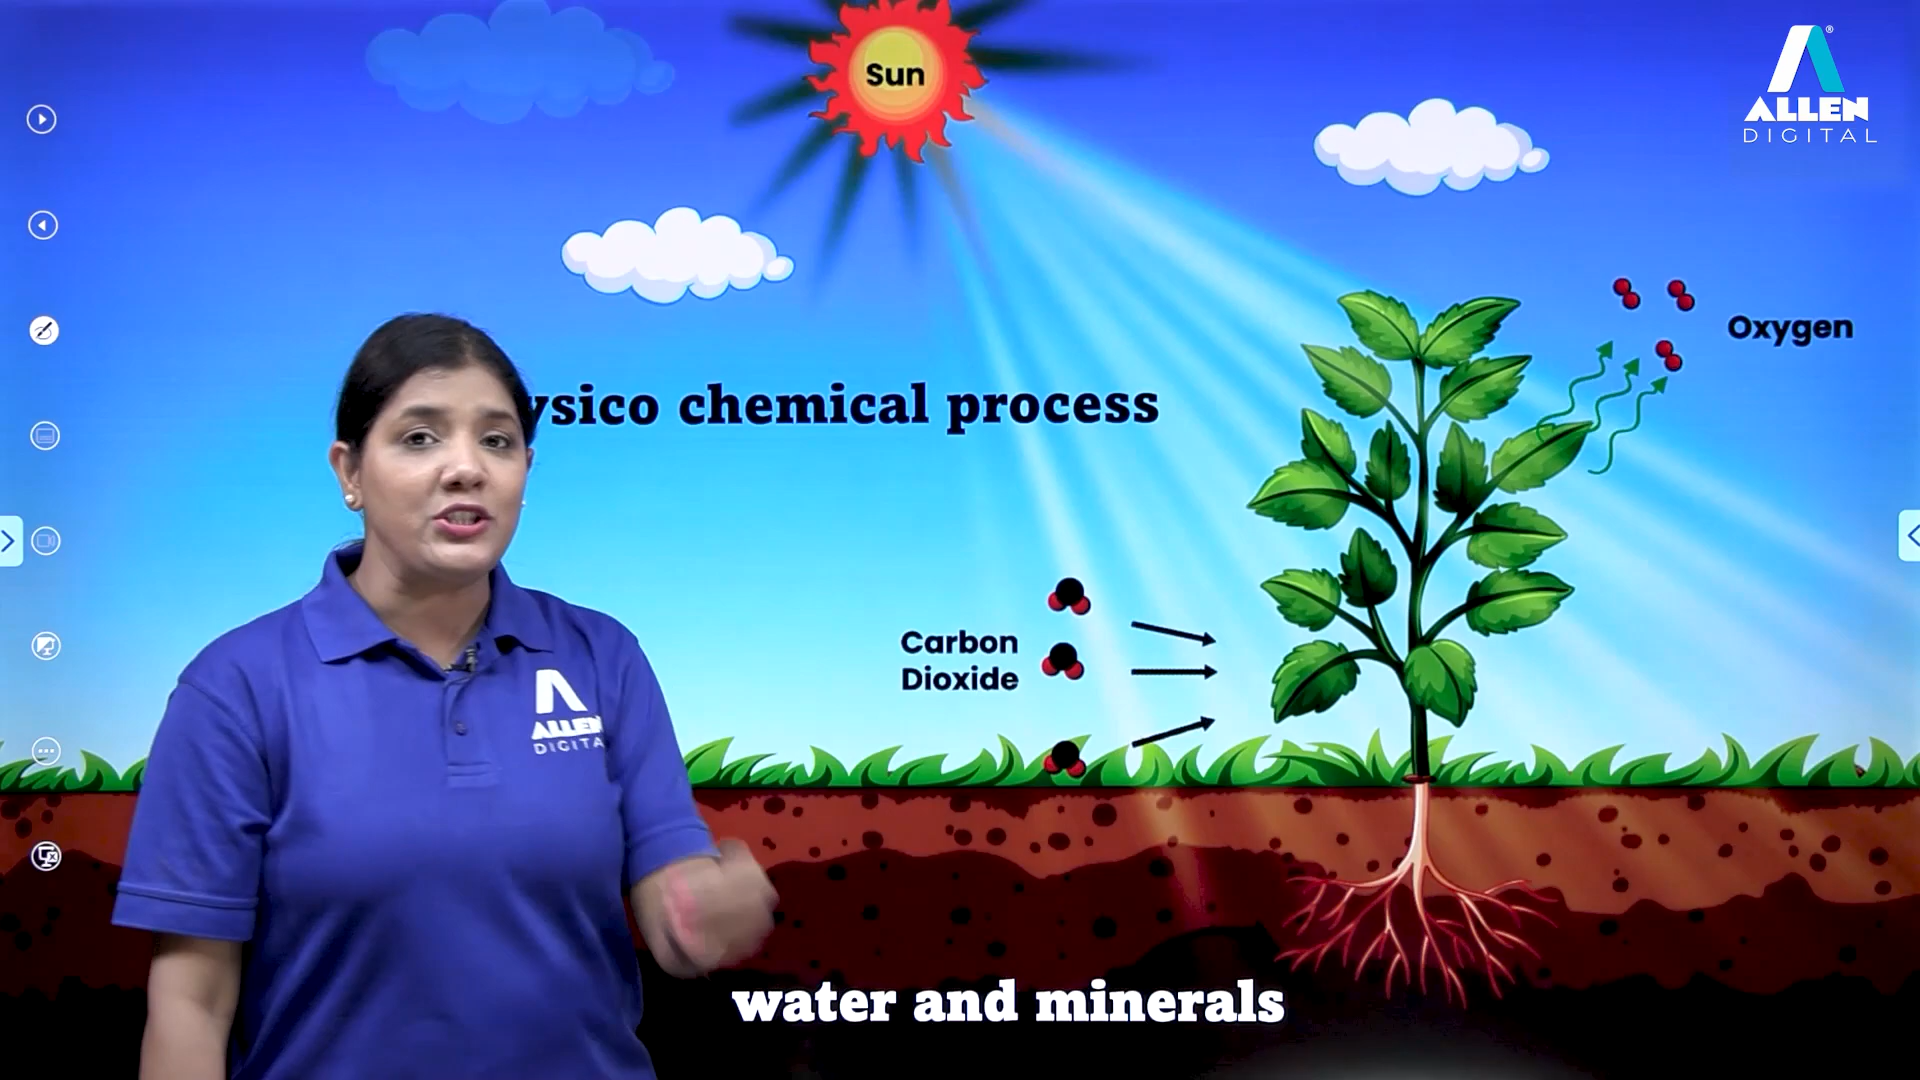 Sun
ALLEN
DIGITAL
Oxygen
ysico chemical process
Carbon
Dioxide
ALLEN
DIGITA
water and minerals